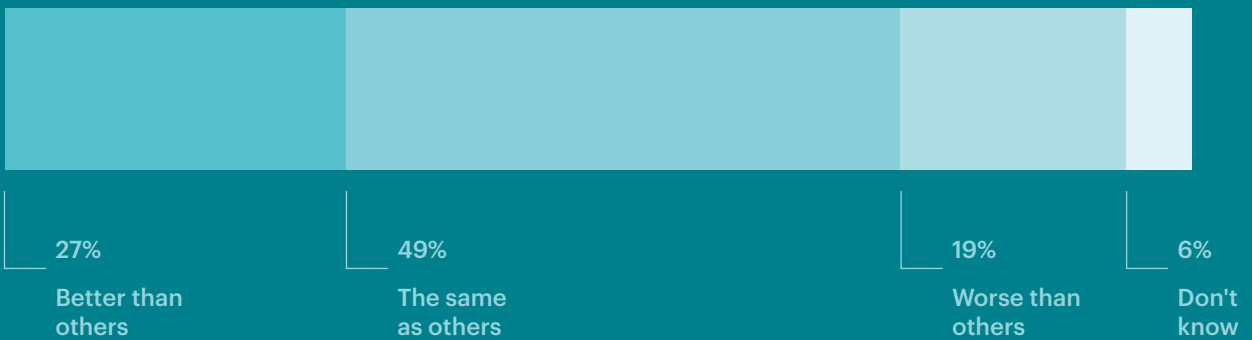 27%
Better than
others
49%
The same
as others
19%
Worse than
others
6%
Don't
know